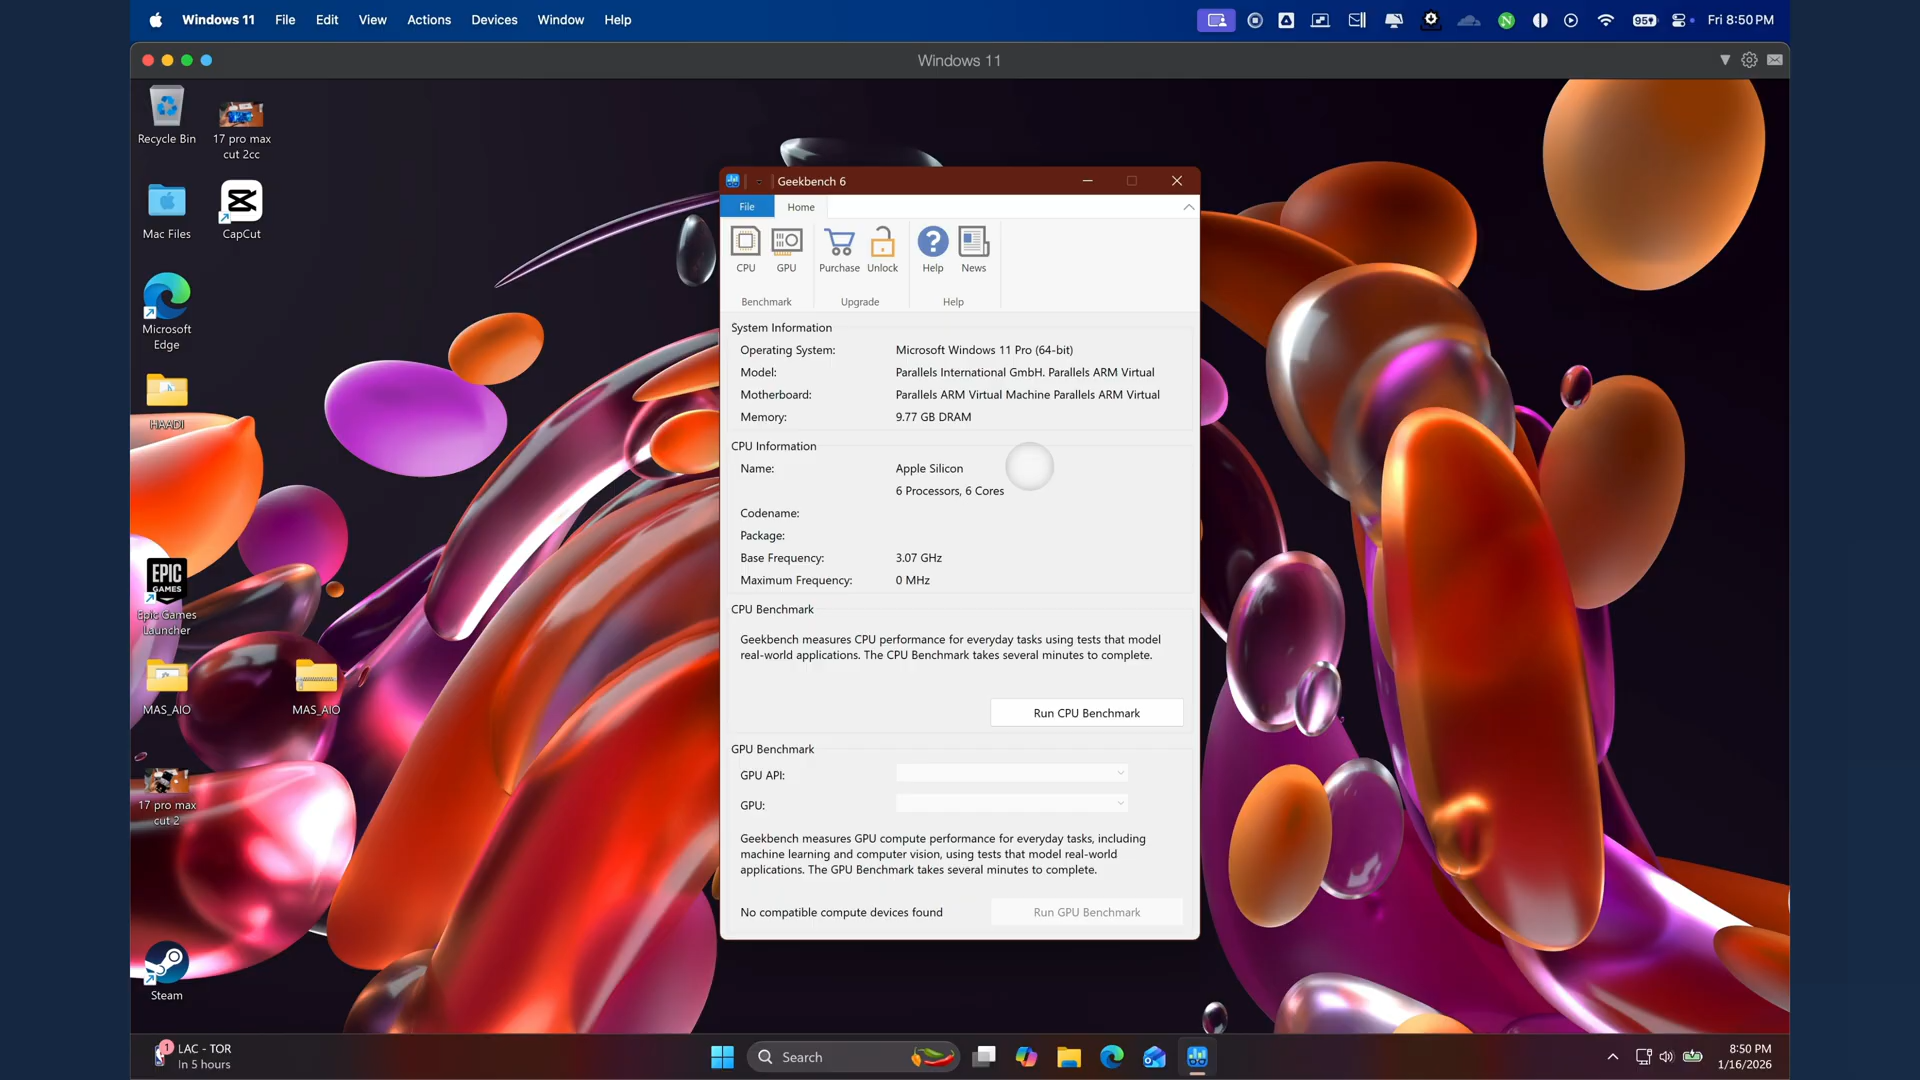 Windows 11 File Edit View Actions Devices Window Help
N 95 Fri 8:50 PM
Windows 11
Recycle Bin
17 pro max
cut 2cc
Mac Files
CapCut
Microsoft
Edge
HAADI
EPIC
GAMES
Epic Games
Launcher
MAS_AIO
MAS_AIO
17 pro max
cut 2
Steam
Geekbench 6
File Home
CPU GPU Purchase Unlock ? Help News
Benchmark Upgrade Help
System Information
Operating System: Microsoft Windows 11 Pro (64-bit)
Model: Parallels International GmbH. Parallels ARM Virtual
Motherboard: Parallels ARM Virtual Machine Parallels ARM Virtual
Memory: 9.77 GB DRAM
CPU Information
Name: Apple Silicon
6 Processors, 6 Cores
Codename:
Package:
Base Frequency: 3.07 GHz
Maximum Frequency: 0 MHz
CPU Benchmark
Geekbench measures CPU performance for everyday tasks using tests that model
real-world applications. The CPU Benchmark takes several minutes to complete.
Run CPU Benchmark
GPU Benchmark
GPU API:
GPU:
Geekbench measures GPU compute performance for everyday tasks, including
machine learning and computer vision, using tests that model real-world
applications. The GPU Benchmark takes several minutes to complete.
No compatible compute devices found Run GPU Benchmark
1 LAC - TOR
In 5 hours
Search
8:50 PM
1/16/2026